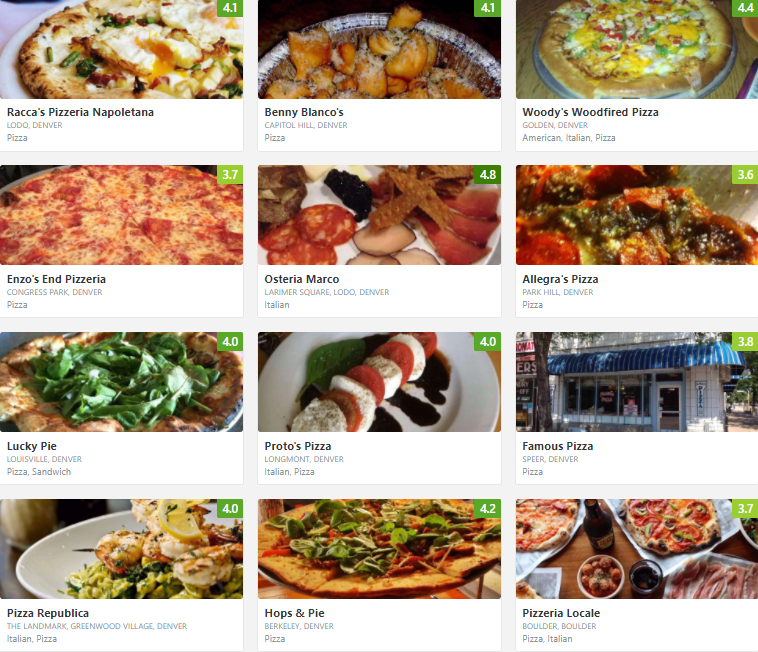 4.1
4.1
4.4
Racca's Pizzeria Napoletana
LODO, DENVER
Pizza
Benny Blanco's
CAPITOL HILL, DENVER
Pizza
Woody's Woodfired Pizza
GOLDEN, DENVER
American, Italian, Pizza
3.7
4.8
3.6
Enzo's End Pizzeria
CONGRESS PARK, DENVER
Pizza
Osteria Marco
LARIMER SQUARE, LODO, DENVER
Italian
Allegra's Pizza
PARK HILL, DENVER
Pizza
4.0
4.0
3.8
Lucky Pie
LOUISVILLE, DENVER
Pizza, Sandwich
Proto's Pizza
LONGMONT, DENVER
Italian, Pizza
Famous Pizza
SPEER, DENVER
Pizza
4.0
4.2
3.7
Pizza Republica
THE LANDMARK, GREENWOOD VILLAGE, DENVER
Italian, Pizza
Hops & Pie
BERKELEY, DENVER
Pizza
Pizzeria Locale
BOULDER, BOULDER
Pizza, Italian